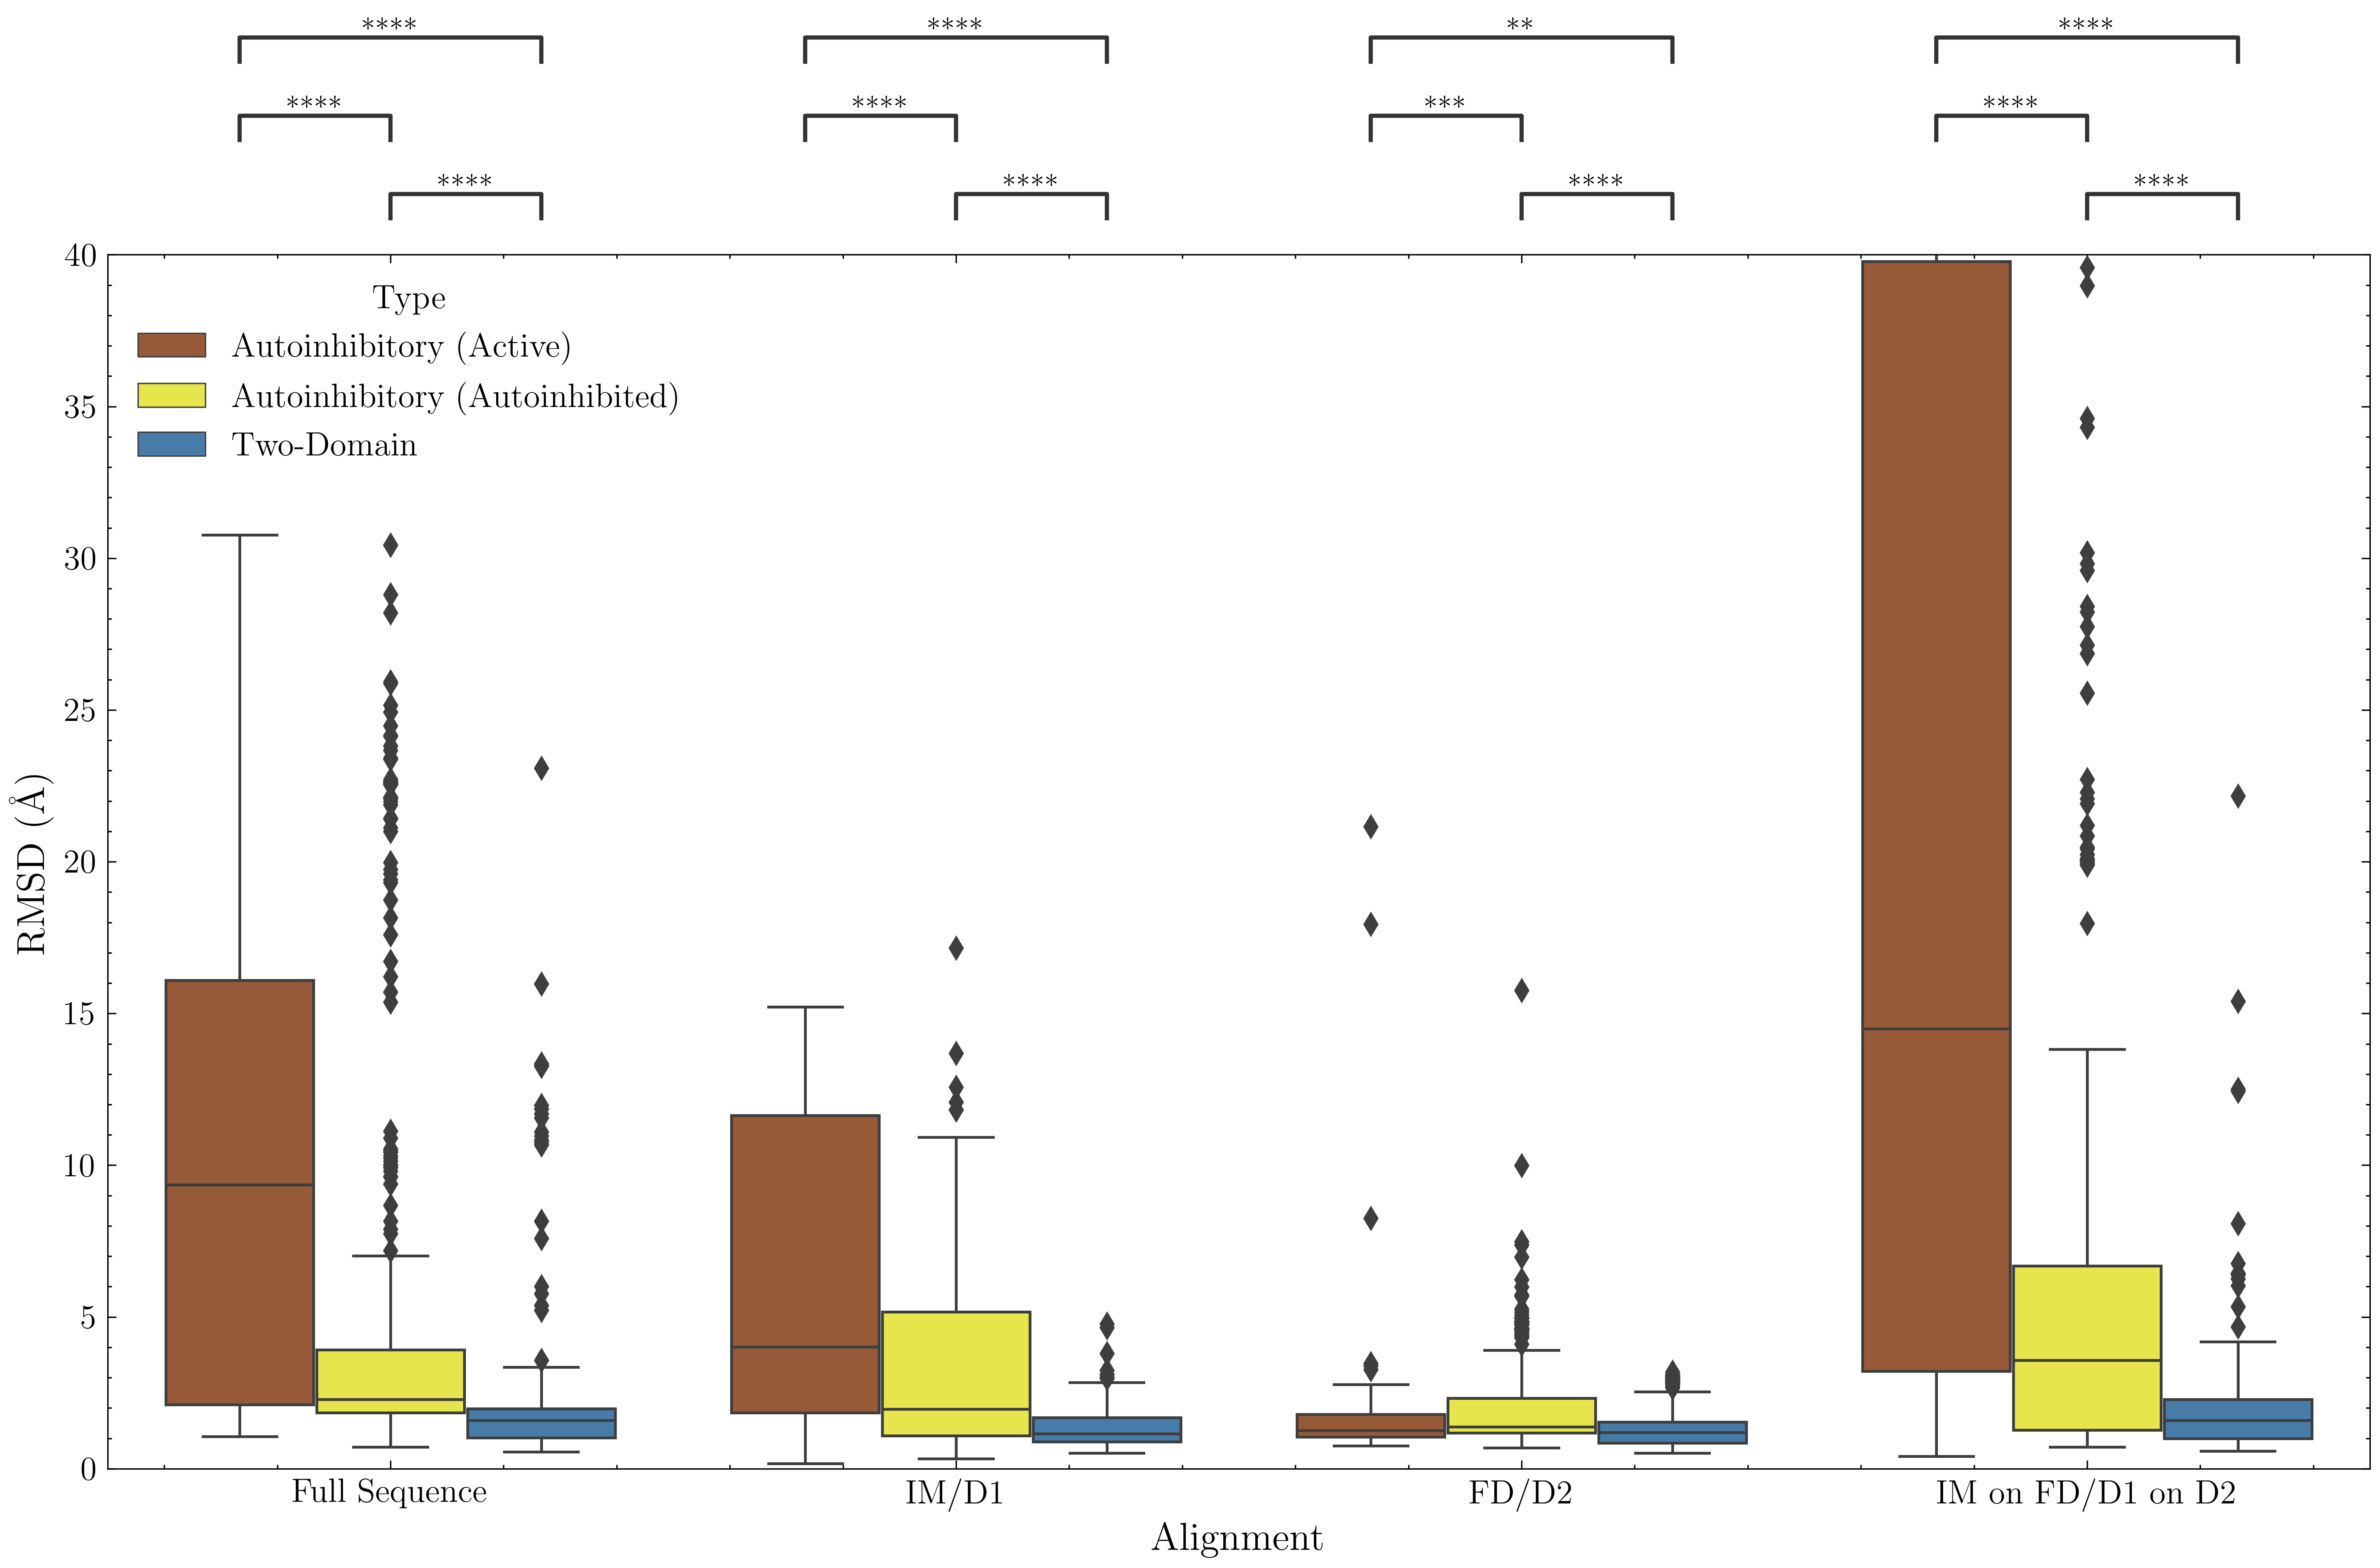 **** **** ** ****
**** **** *** ****
**** **** **** ****
40
35
30
25
20
15
10
5
0
RMSD (Å)
Type
Autoinhibitory (Active)
Autoinhibitory (Autoinhibited)
Two-Domain
Full Sequence IM/D1 FD/D2 IM on FD/D1 on D2
Alignment